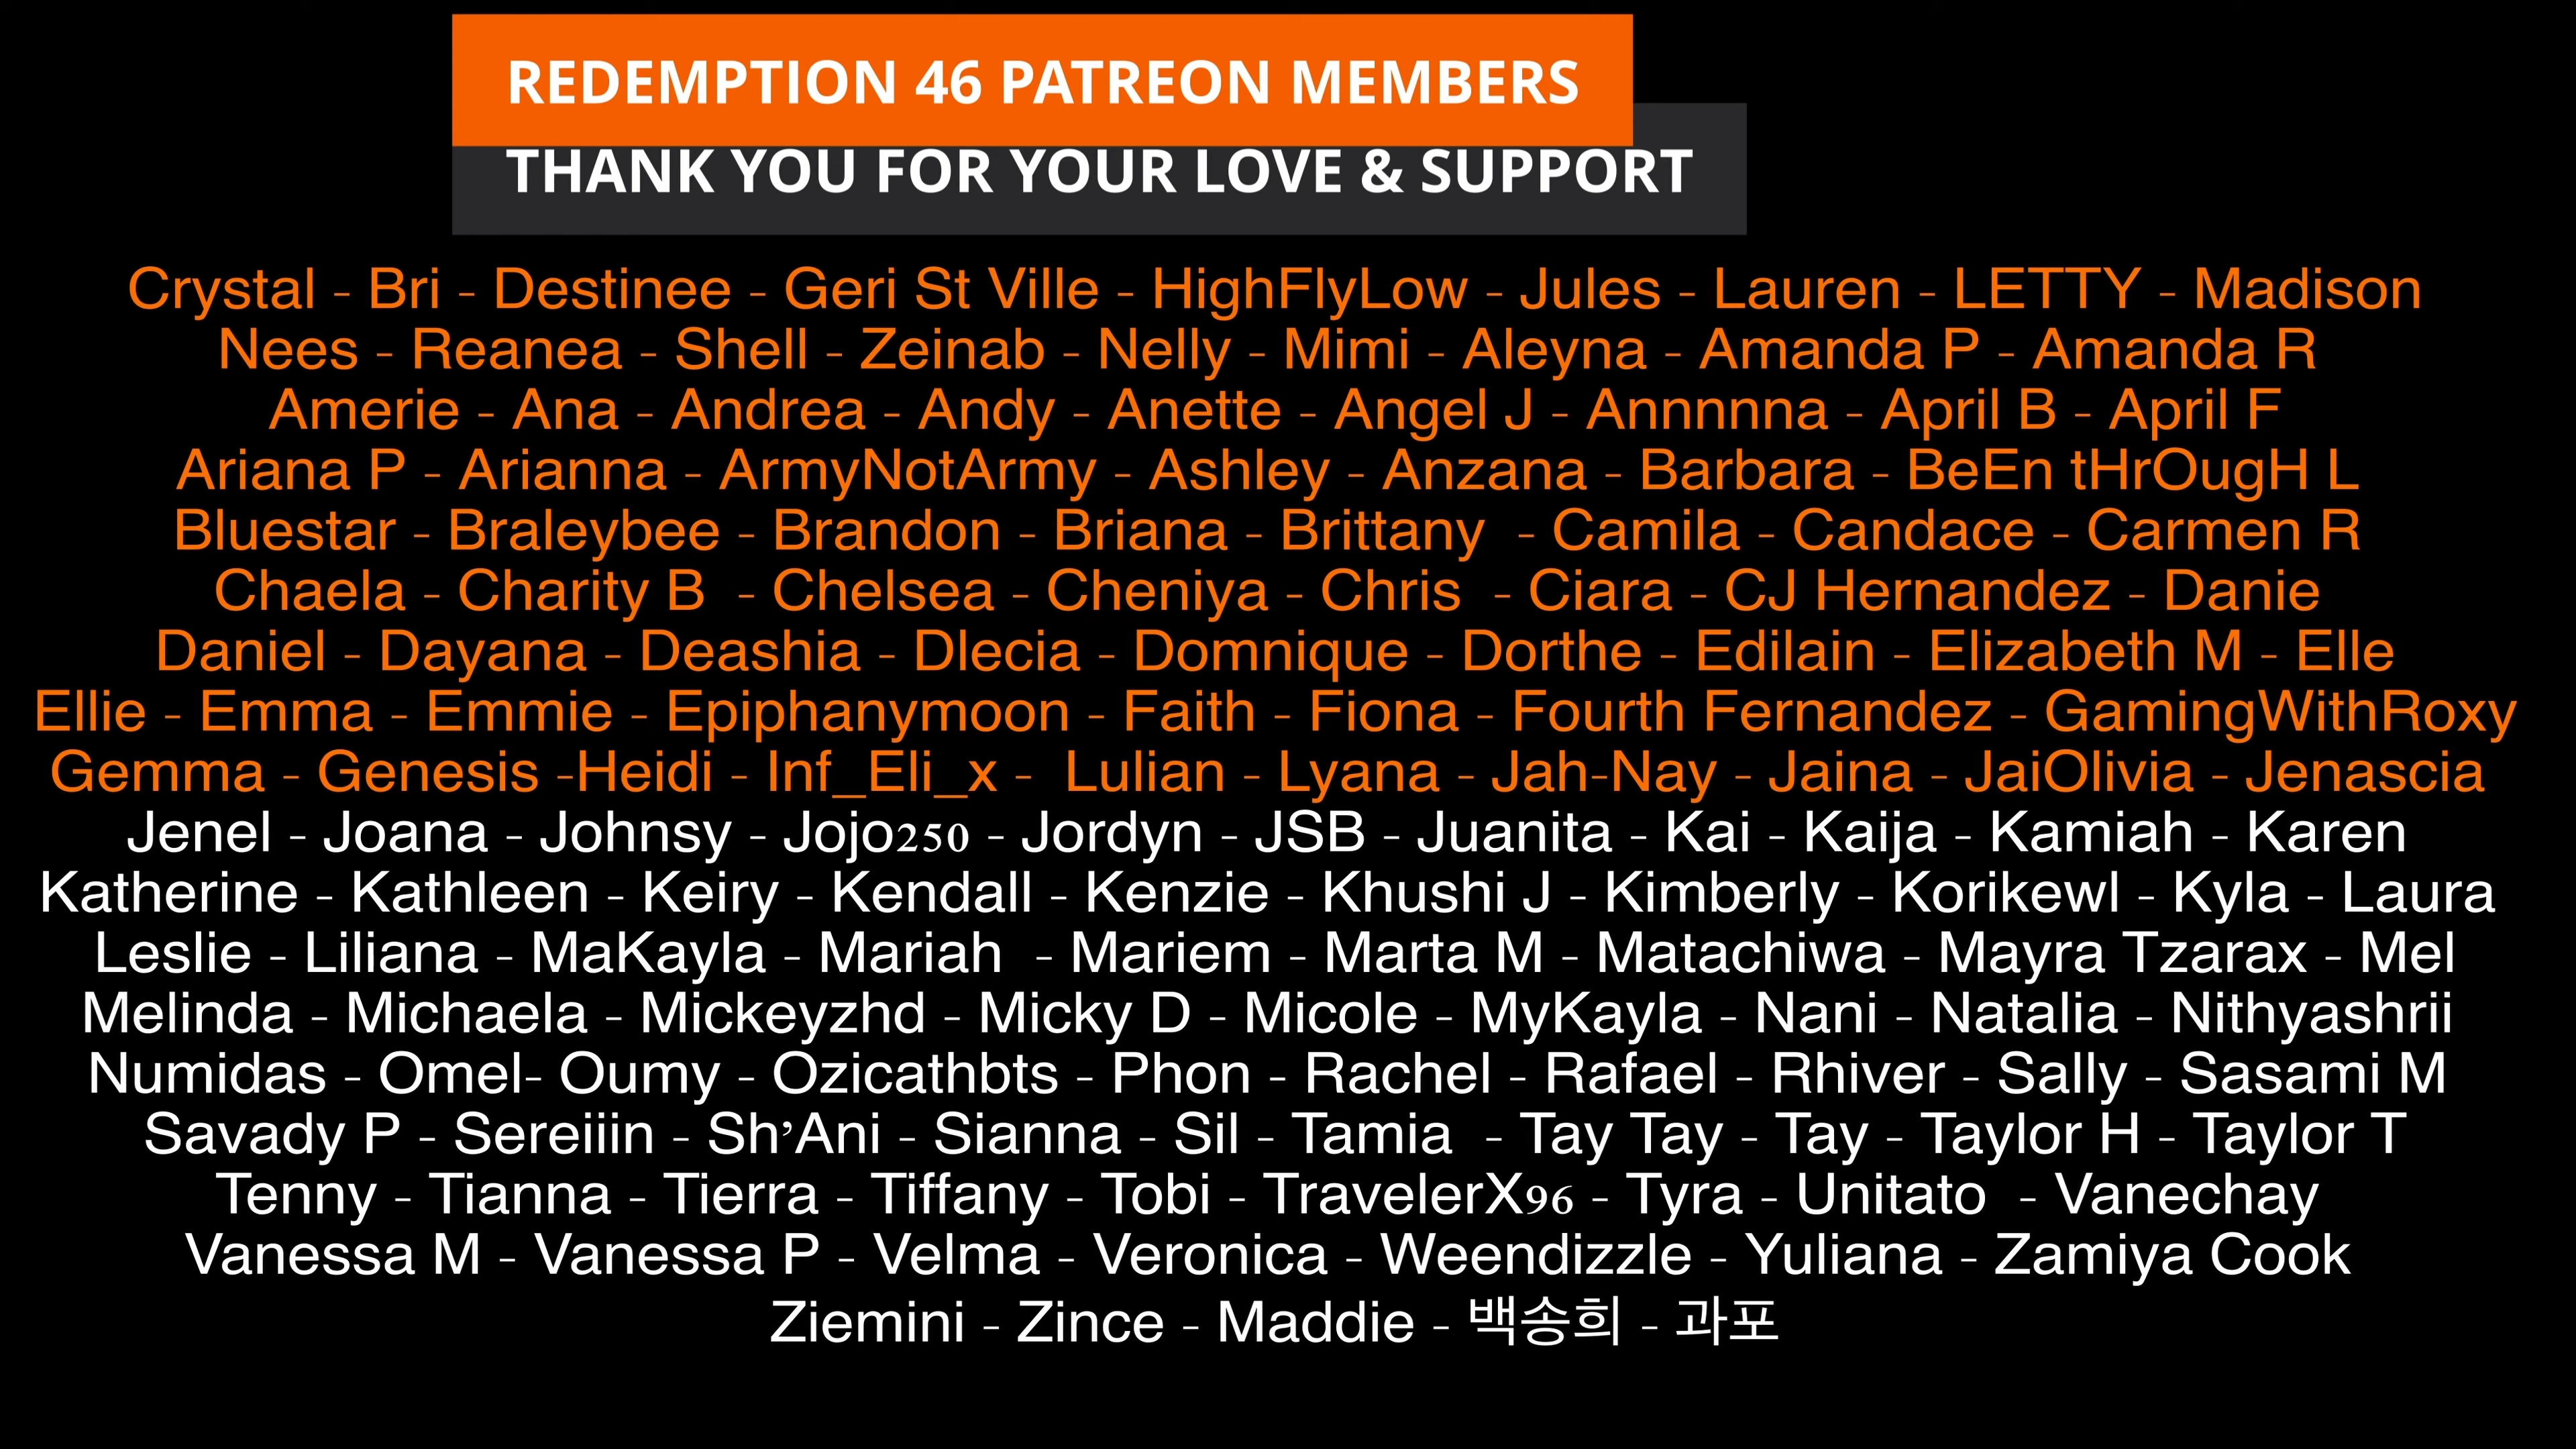 REDEMPTION 46 PATREON MEMBERS
THANK YOU FOR YOUR LOVE & SUPPORT
Crystal - Bri - Destinee - Geri St Ville - HighFlyLow - Jules - Lauren - LETTY - Madison
Nees - Reanea - Shell - Zeinab - Nelly - Mimi - Aleyna - Amanda P - Amanda R
Amerie - Ana - Andrea - Andy - Anette - Angel J - Annnnna - April B - April F
Ariana P - Arianna - ArmyNotArmy - Ashley - Anzana - Barbara - BeEn tHrOugH L
Bluestar - Braleybee - Brandon - Briana - Brittany - Camila - Candace - Carmen R
Chaela - Charity B - Chelsea - Cheniya - Chris - Ciara - CJ Hernandez - Danie
Daniel - Dayana - Deashia - Dlecia - Domnique - Dorthe - Edilain - Elizabeth M - Elle
Ellie - Emma - Emmie - Epiphanymoon - Faith - Fiona - Fourth Fernandez - GamingWithRoxy
Gemma - Genesis -Heidi - Inf_Eli_x - Lulian - Lyana - Jah-Nay - Jaina - JaiOlivia - Jenascia
Jenel - Joana - Johnsy - Jojo250 - Jordyn - JSB - Juanita - Kai - Kaija - Kamiah - Karen
Katherine - Kathleen - Keiry - Kendall - Kenzie - Khushi J - Kimberly - Korikewl - Kyla - Laura
Leslie - Liliana - MaKayla - Mariah - Mariem - Marta M - Matachiwa - Mayra Tzarax - Mel
Melinda - Michaela - Mickeyzhd - Micky D - Micole - MyKayla - Nani - Natalia - Nithyashrii
Numidas - Omel- Oumy - Ozicathbts - Phon - Rachel - Rafael - Rhiver - Sally - Sasami M
Savady P - Sereiiin - Sh’Ani - Sianna - Sil - Tamia - Tay Tay - Tay - Taylor H - Taylor T
Tenny - Tianna - Tierra - Tiffany - Tobi - TravelerX96 - Tyra - Unitato - Vanechay
Vanessa M - Vanessa P - Velma - Veronica - Weendizzle - Yuliana - Zamiya Cook
Ziemini - Zince - Maddie - 백송희 - 과포